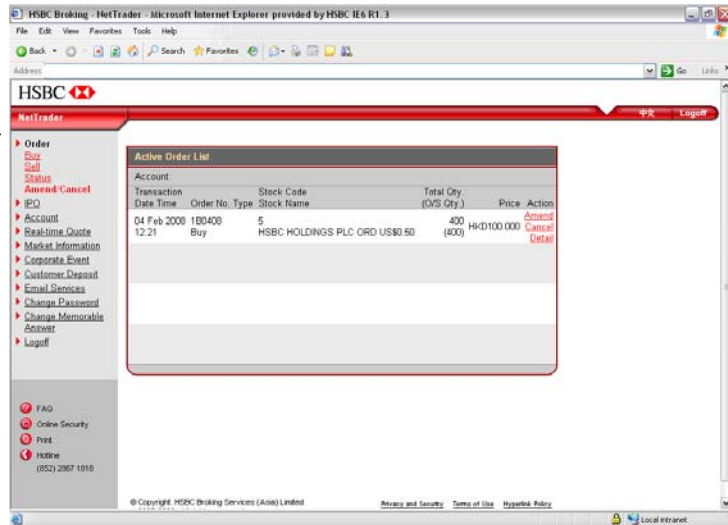 HSBC Broking - NetTrader - Microsoft Internet Explorer provided by HSBC IE6 R1.3
File Edit View Favorites Tools Help
Back Search Favorites
Address Go Links
HSBC
NetTrader 中文 Logoff
Order
Buy
Sell
Status
Amend/Cancel
IPO
Account
Real-time Quote
Market Information
Corporate Event
Customer Deposit
Email Services
Change Password
Change Memorable
Answer
Logoff
Active Order List
Account:
Transaction Stock Code Total Qty.
Date Time Order No. Type Stock Name (O/S Qty.) Price Action
04 Feb 2008 1B0408 5 400 HKD100.000 Amend
12:21 Buy HSBC HOLDINGS PLC ORD US$0.50 (400) Cancel
Detail
FAQ
Online Security
Print
Hotline
(852) 2867 1818
© Copyright. HSBC Broking Services (Asia) Limited Privacy and Security Terms of Use Hyperlink Policy
Local intranet